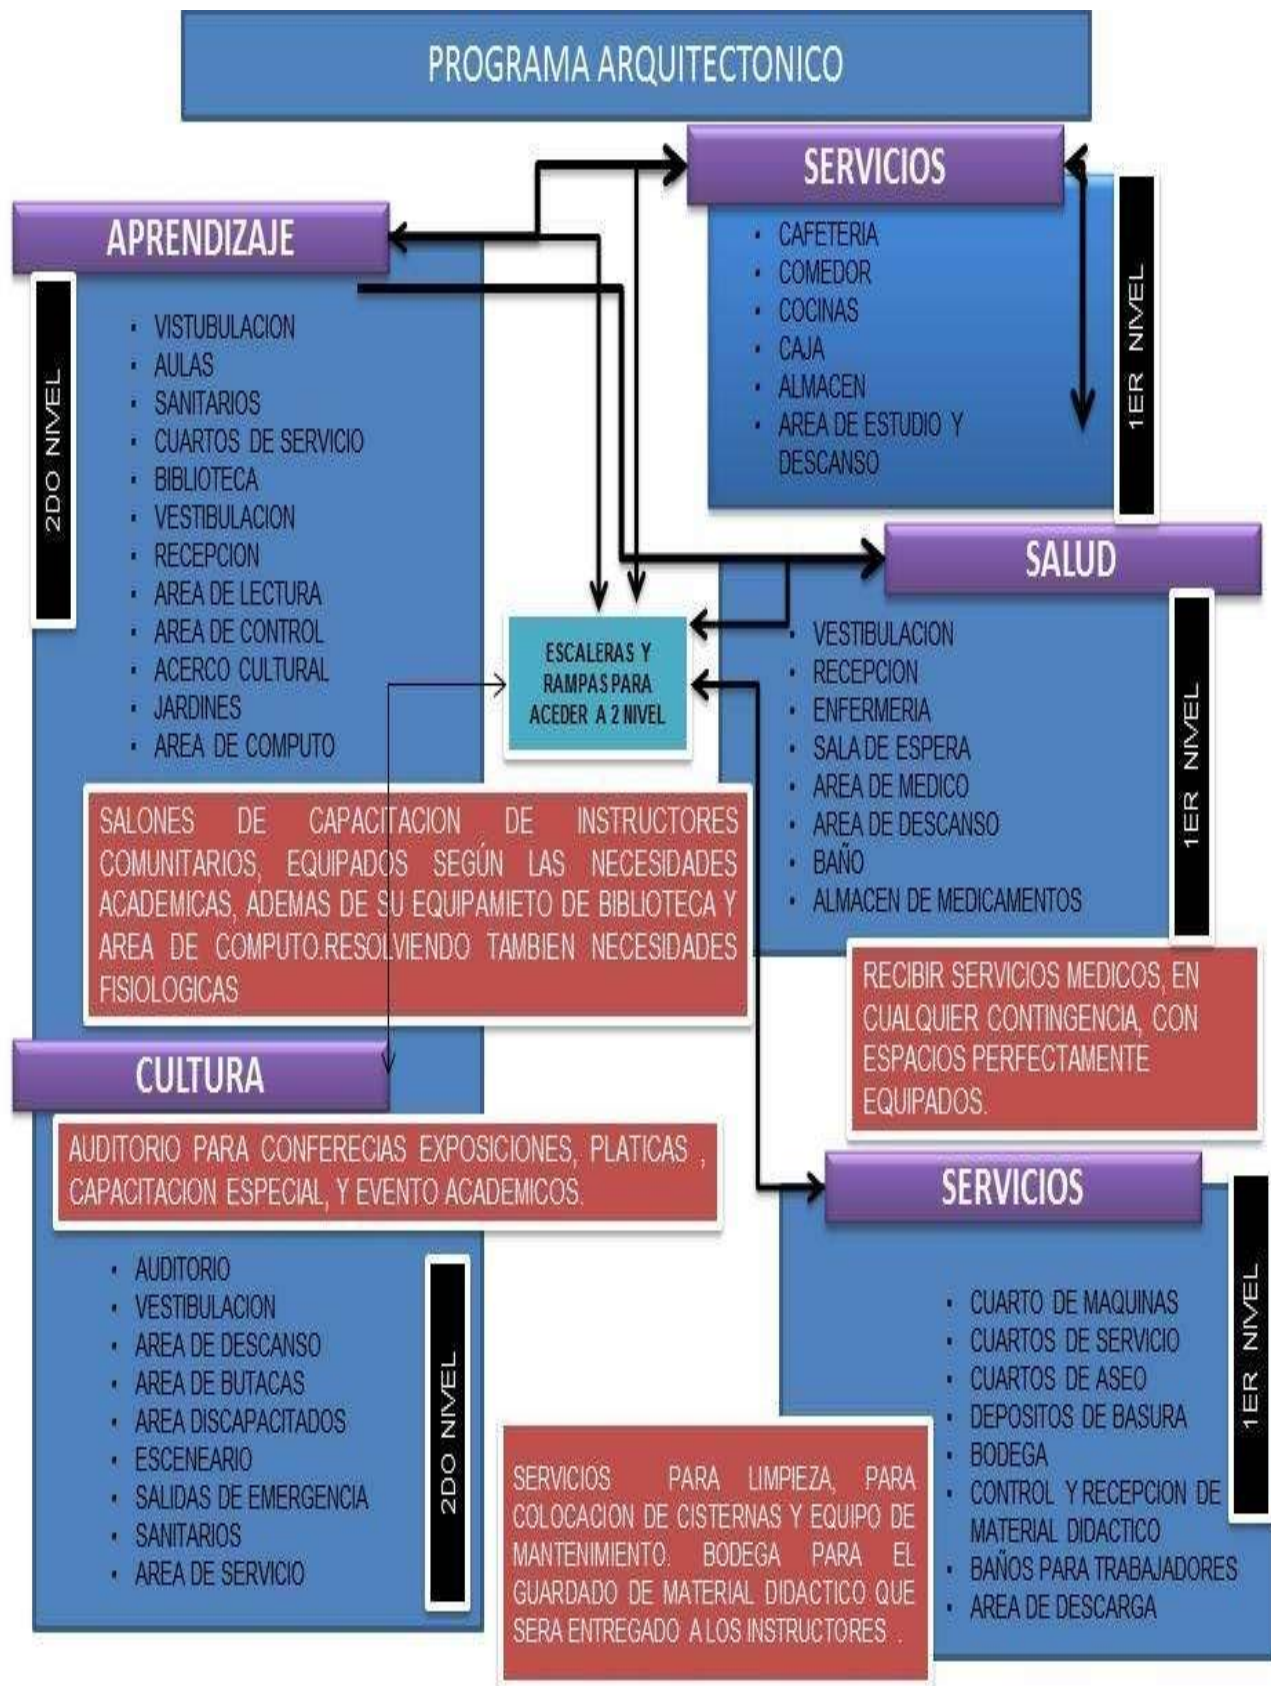 PROGRAMA ARQUITECTONICO
SERVICIOS
CAFETERIA
COMEDOR
COCINAS
CAJA
ALMACEN
AREA DE ESTUDIO Y
DESCANSO
1ER NIVEL
APRENDIZAJE
2DO NIVEL
VISTUBULACION
AULAS
SANITARIOS
CUARTOS DE SERVICIO
BIBLIOTECA
VESTIBULACION
RECEPCION
AREA DE LECTURA
AREA DE CONTROL
ACERCO CULTURAL
JARDINES
AREA DE COMPUTO
SALONES DE CAPACITACION DE INSTRUCTORES
COMUNITARIOS, EQUIPADOS SEGÚN LAS NECESIDADES
ACADEMICAS, ADEMAS DE SU EQUIPAMIETO DE BIBLIOTECA Y
AREA DE COMPUTO.RESOLVIENDO TAMBIEN NECESIDADES
FISIOLOGICAS
ESCALERAS Y
RAMPAS PARA
ACEDER A 2 NIVEL
SALUD
VESTIBULACION
RECEPCION
ENFERMERIA
SALA DE ESPERA
AREA DE MEDICO
AREA DE DESCANSO
BAÑO
ALMACEN DE MEDICAMENTOS
1ER NIVEL
RECIBIR SERVICIOS MEDICOS, EN
CUALQUIER CONTINGENCIA, CON
ESPACIOS PERFECTAMENTE
EQUIPADOS.
CULTURA
AUDITORIO PARA CONFERECIAS EXPOSICIONES, PLATICAS ,
CAPACITACION ESPECIAL, Y EVENTO ACADEMICOS.
AUDITORIO
VESTIBULACION
AREA DE DESCANSO
AREA DE BUTACAS
AREA DISCAPACITADOS
ESCENEARIO
SALIDAS DE EMERGENCIA
SANITARIOS
AREA DE SERVICIO
2DO NIVEL
SERVICIOS
CUARTO DE MAQUINAS
CUARTOS DE SERVICIO
CUARTOS DE ASEO
DEPOSITOS DE BASURA
BODEGA
CONTROL Y RECEPCION DE
MATERIAL DIDACTICO
BAÑOS PARA TRABAJADORES
AREA DE DESCARGA
1ER NIVEL
SERVICIOS PARA LIMPIEZA, PARA
COLOCACION DE CISTERNAS Y EQUIPO DE
MANTENIMIENTO. BODEGA PARA EL
GUARDADO DE MATERIAL DIDACTICO QUE
SERA ENTREGADO A LOS INSTRUCTORES .